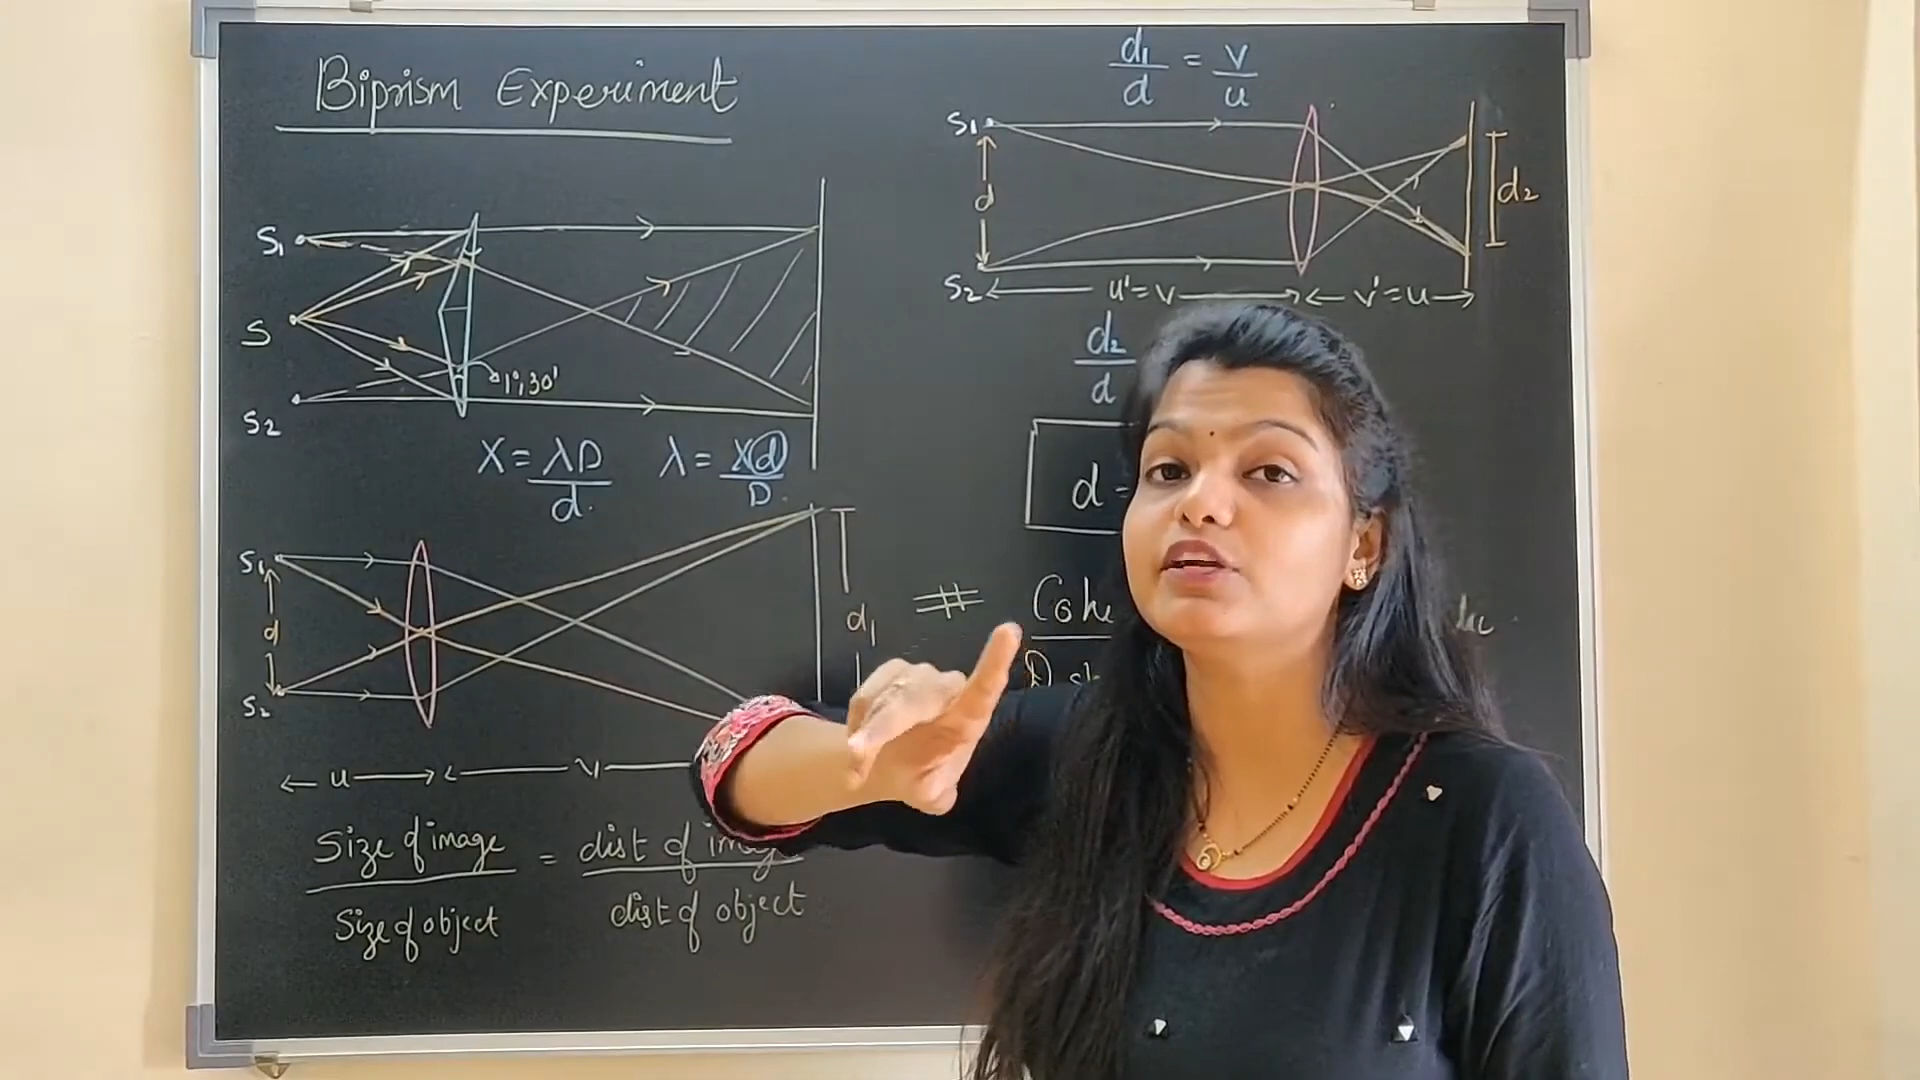 Biprism Experiment
S₁
S
S₂
1°,30'
X = λD/d.
λ = Xd/D.
S₁
d
S₂
d₁
u
v
Size of image/Size of object = dist of image/dist of object
d₁/d = v/u
S₁
d
d₂
S₂
u'=v
v'=u
d₂/d
d =
#